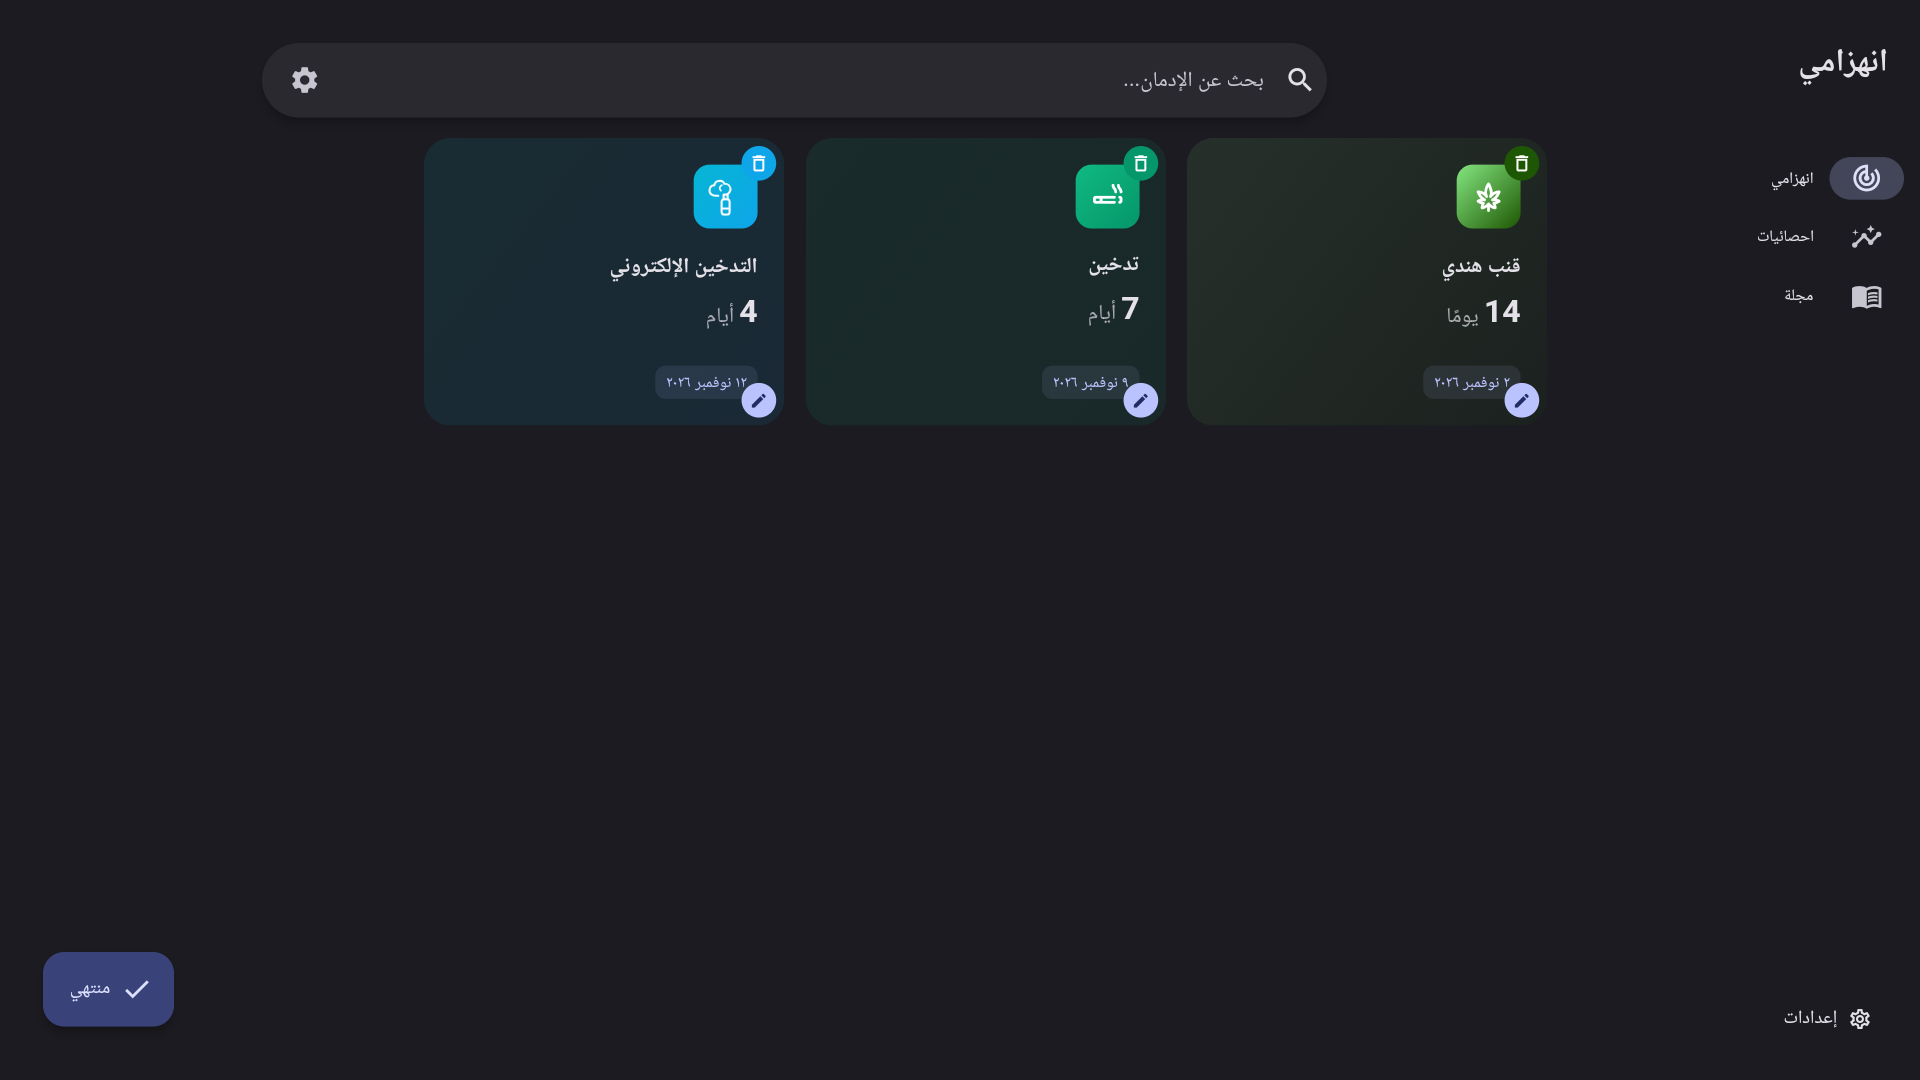 انهزامي
بحث عن الإدمان...
انهزامي
احصائيات
مجلة
قنب هندي
14 يومًا
٢ نوفمبر ٢٠٢٦
تدخين
7 أيام
٩ نوفمبر ٢٠٢٦
التدخين الإلكتروني
4 أيام
١٢ نوفمبر ٢٠٢٦
منتهي
إعدادات